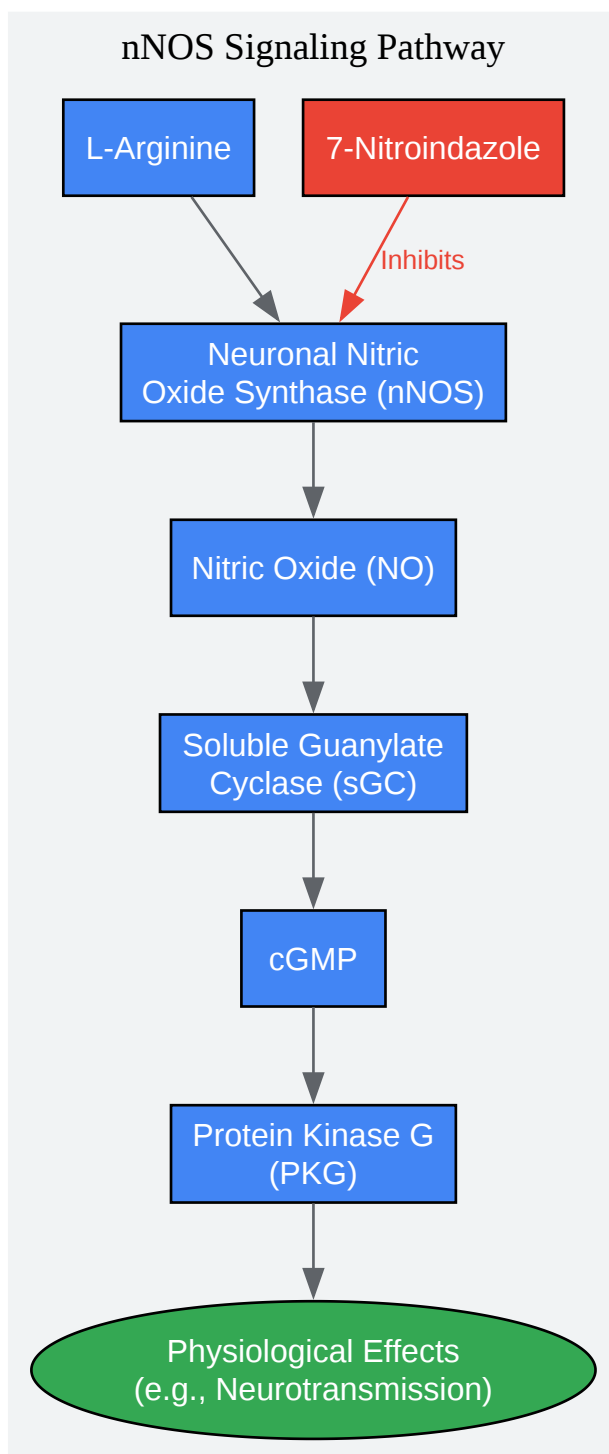 nNOS Signaling Pathway
L-Arginine
7-Nitroindazole
Inhibits
Neuronal Nitric
Oxide Synthase (nNOS)
Nitric Oxide (NO)
Soluble Guanylate
Cyclase (sGC)
cGMP
Protein Kinase G
(PKG)
Physiological Effects
(e.g., Neurotransmission)